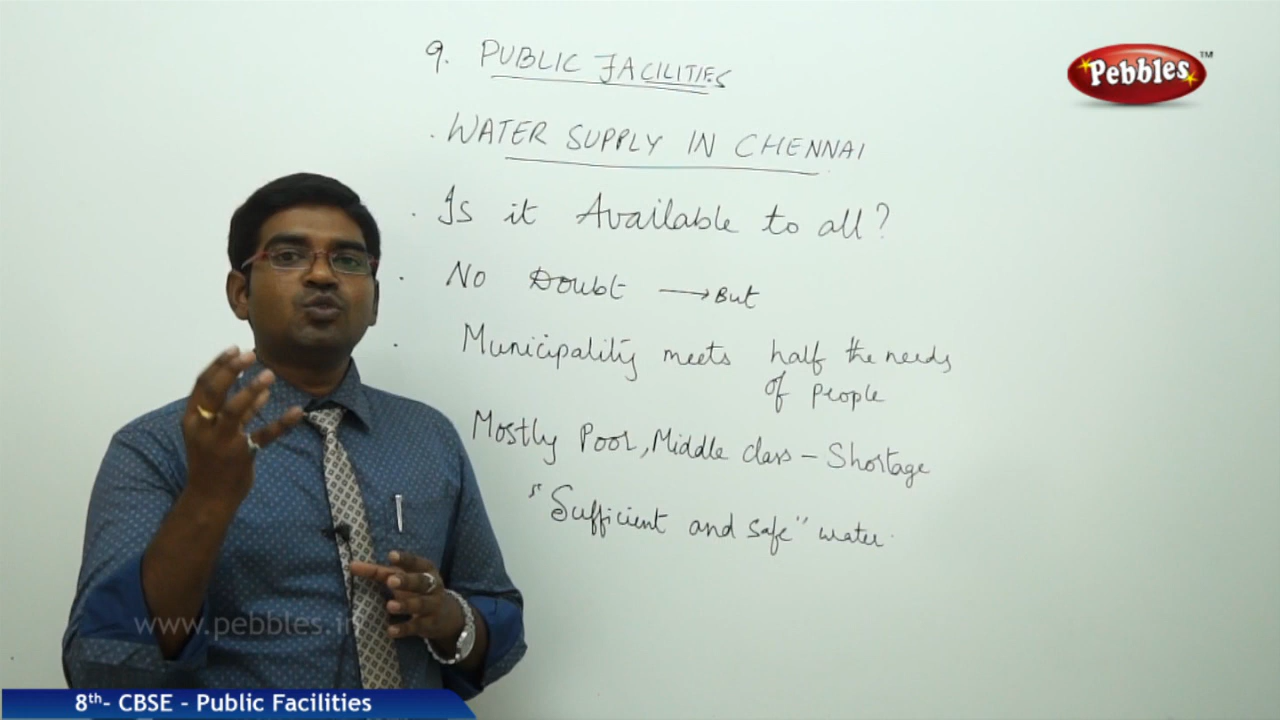 9. PUBLIC FACILITIES
Pebbles™
. WATER SUPPLY IN CHENNAI
. Is it Available to all?
. No Doubt → But
. Municipality meets half the needs
of people
Mostly Poor, Middle class – Shortage
"Sufficient and safe" water.
www.pebbles.in
8th- CBSE - Public Facilities